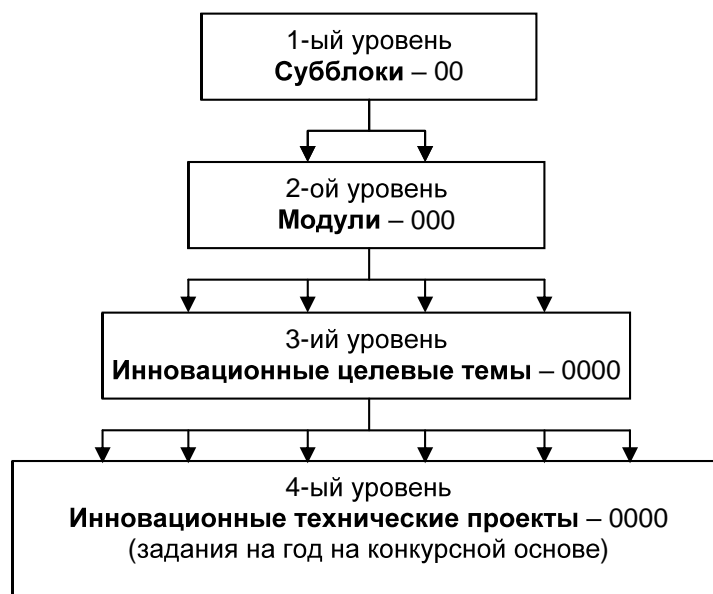 1-ый уровень
Субблоки – 00
2-ой уровень
Модули – 000
3-ий уровень
Инновационные целевые темы – 0000
4-ый уровень
Инновационные технические проекты – 0000
(задания на год на конкурсной основе)